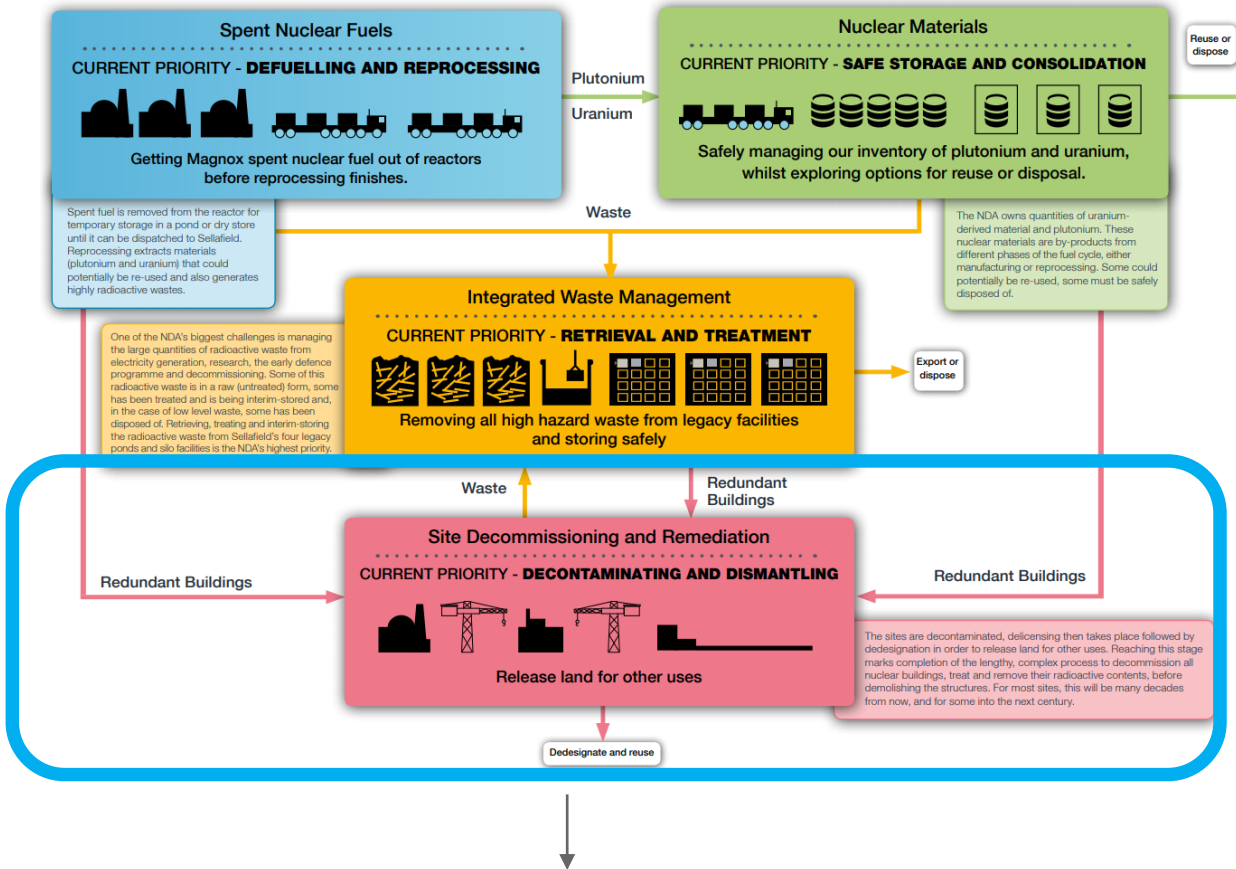 Spent Nuclear Fuels
CURRENT PRIORITY - DEFUELLING AND REPROCESSING
Getting Magnox spent nuclear fuel out of reactors
before reprocessing finishes.
Plutonium
Uranium
Nuclear Materials
CURRENT PRIORITY - SAFE STORAGE AND CONSOLIDATION
Safely managing our inventory of plutonium and uranium,
whilst exploring options for reuse or disposal.
Reuse or
dispose
Spent fuel is removed from the reactor for
temporary storage in a pond or dry store
until it can be dispatched to Sellafield.
Reprocessing extracts materials
(plutonium and uranium) that could
potentially be re-used and also generates
highly radioactive wastes.
Waste
The NDA owns quantities of uranium-
derived material and plutonium. These
nuclear materials are by-products from
different phases of the fuel cycle, either
manufacturing or reprocessing. Some could
potentially be re-used, some must be safely
disposed of.
Integrated Waste Management
CURRENT PRIORITY - RETRIEVAL AND TREATMENT
Removing all high hazard waste from legacy facilities
and storing safely
One of the NDA's biggest challenges is managing
the large quantities of radioactive waste from
electricity generation, research, the early defence
programme and decommissioning. Some of this
radioactive waste is in a raw (untreated) form, some
has been treated and is being interim-stored and,
in the case of low level waste, some has been
disposed of. Retrieving, treating and interim-storing
the radioactive waste from Sellafield's four legacy
ponds and silo facilities is the NDA's highest priority.
Export or
dispose
Waste
Redundant
Buildings
Site Decommissioning and Remediation
CURRENT PRIORITY - DECONTAMINATING AND DISMANTLING
Release land for other uses
Redundant Buildings
Redundant Buildings
The sites are decontaminated, delicensing then takes place followed by
dedesignation in order to release land for other uses. Reaching this stage
marks completion of the lengthy, complex process to decommission all
nuclear buildings, treat and remove their radioactive contents, before
demolishing the structures. For most sites, this will be many decades
from now, and for some into the next century.
Dedesignate and reuse